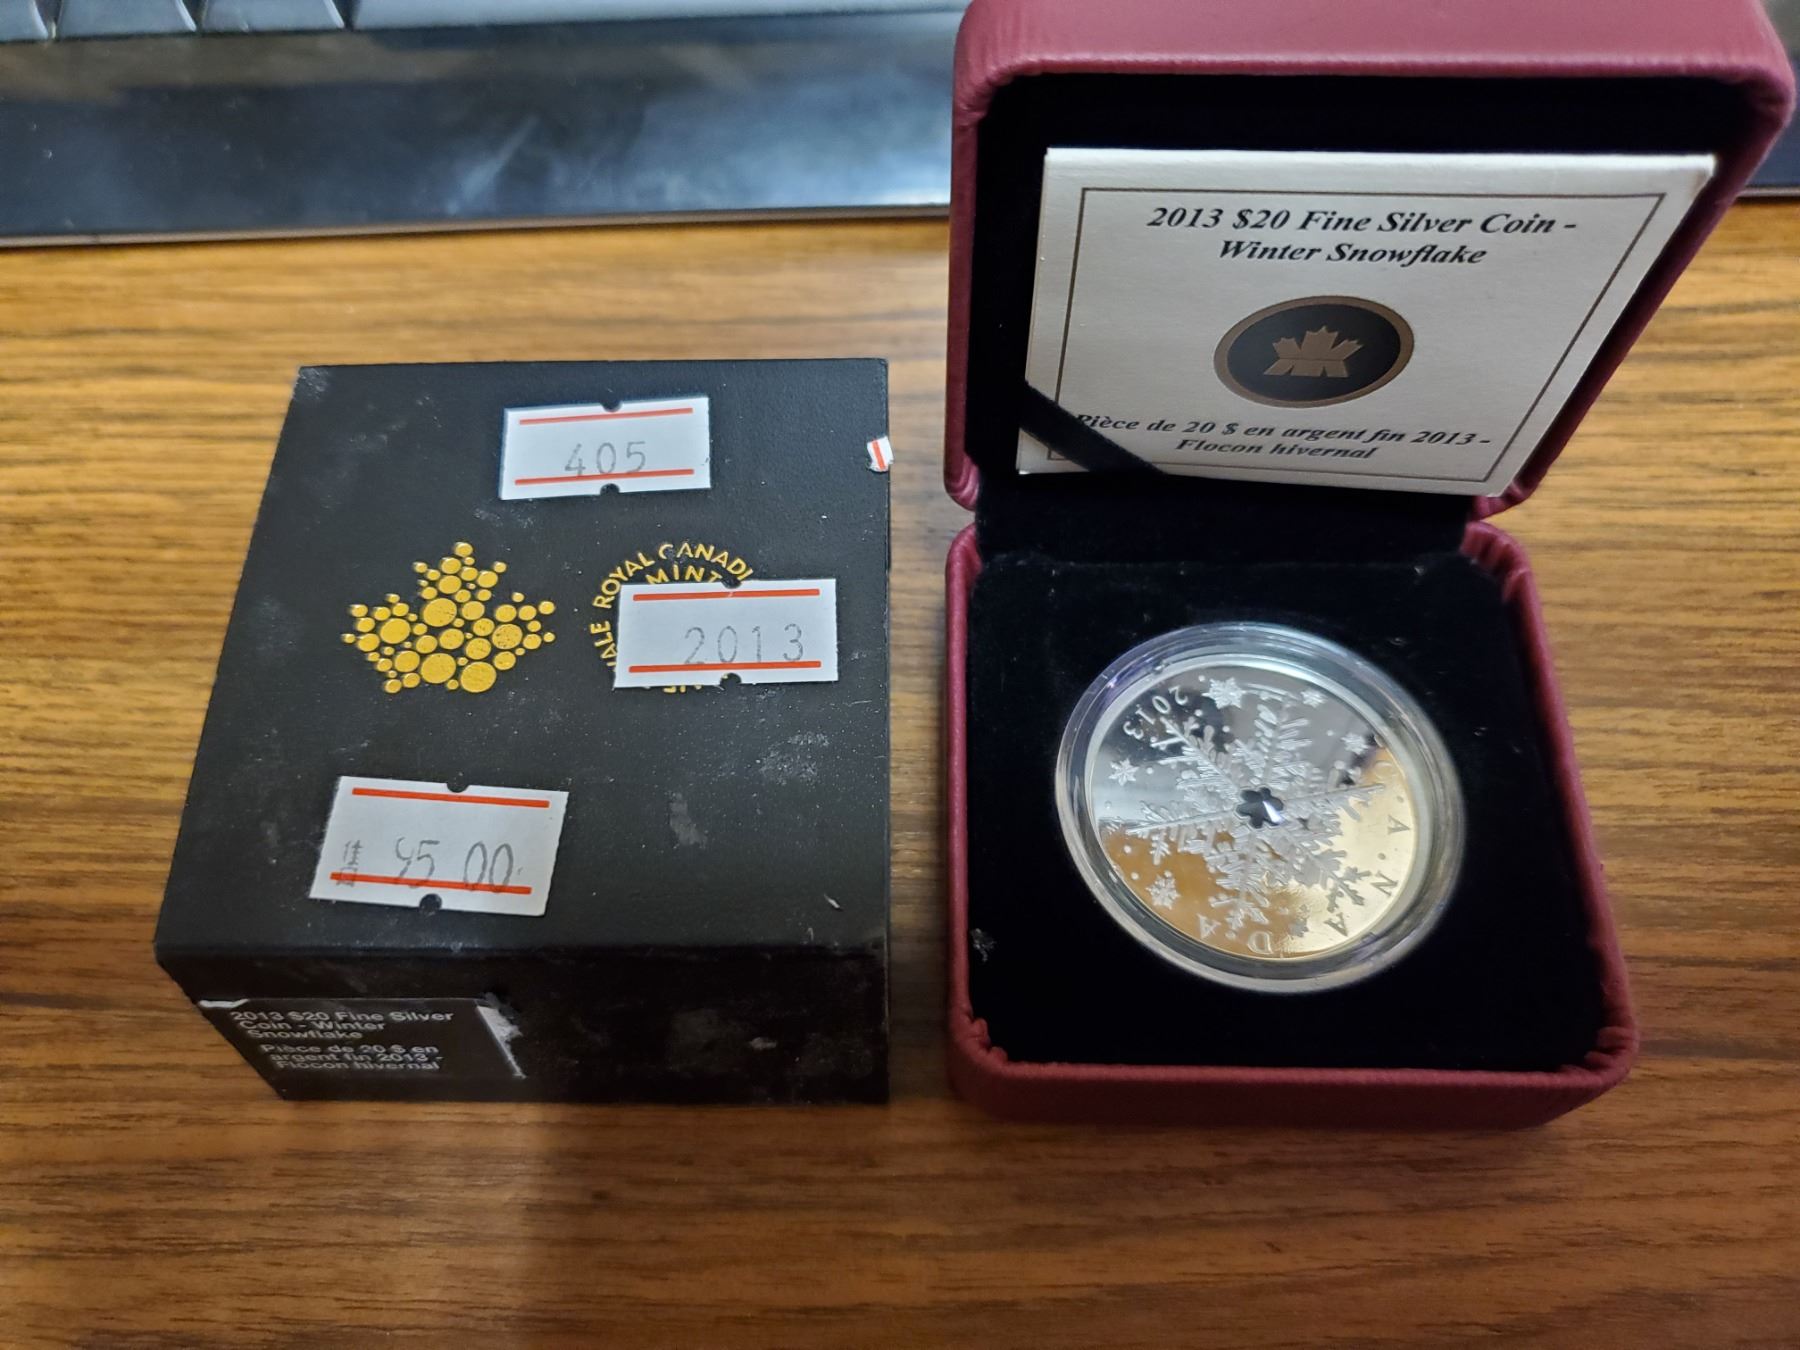 405
ALE ROYAL CANADI
MINT
2013
95 00
2013 $20 Fine Silver
Coin - Winter
Snowflake
Pièce de 20 $ en
argent fin 2013 -
Flocon hivernal
2013 $20 Fine Silver Coin -
Winter Snowflake
Pièce de 20 $ en argent fin 2013 -
Flocon hivernal
2013
CANADA